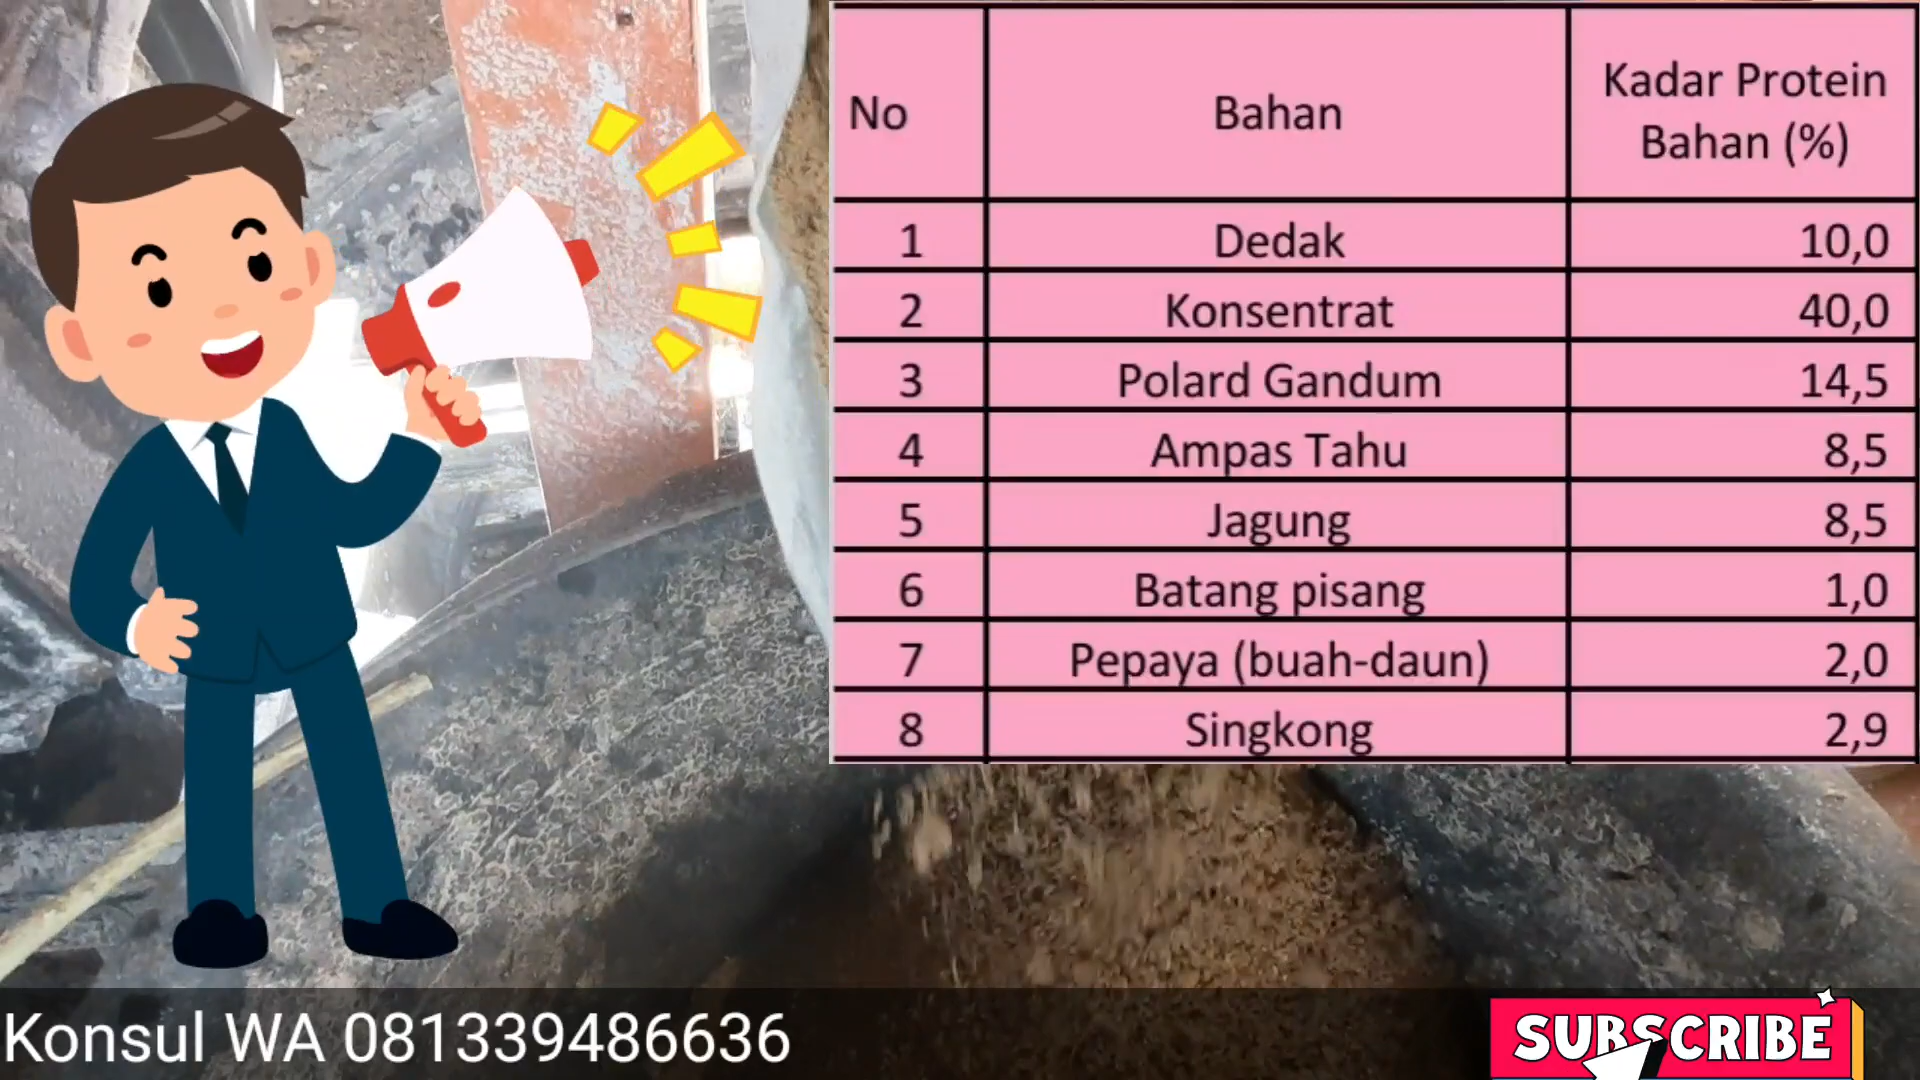 No Bahan Kadar Protein
Bahan (%)
1 Dedak 10,0
2 Konsentrat 40,0
3 Polard Gandum 14,5
4 Ampas Tahu 8,5
5 Jagung 8,5
6 Batang pisang 1,0
7 Pepaya (buah-daun) 2,0
8 Singkong 2,9
Konsul WA 081339486636
SUBSCRIBE